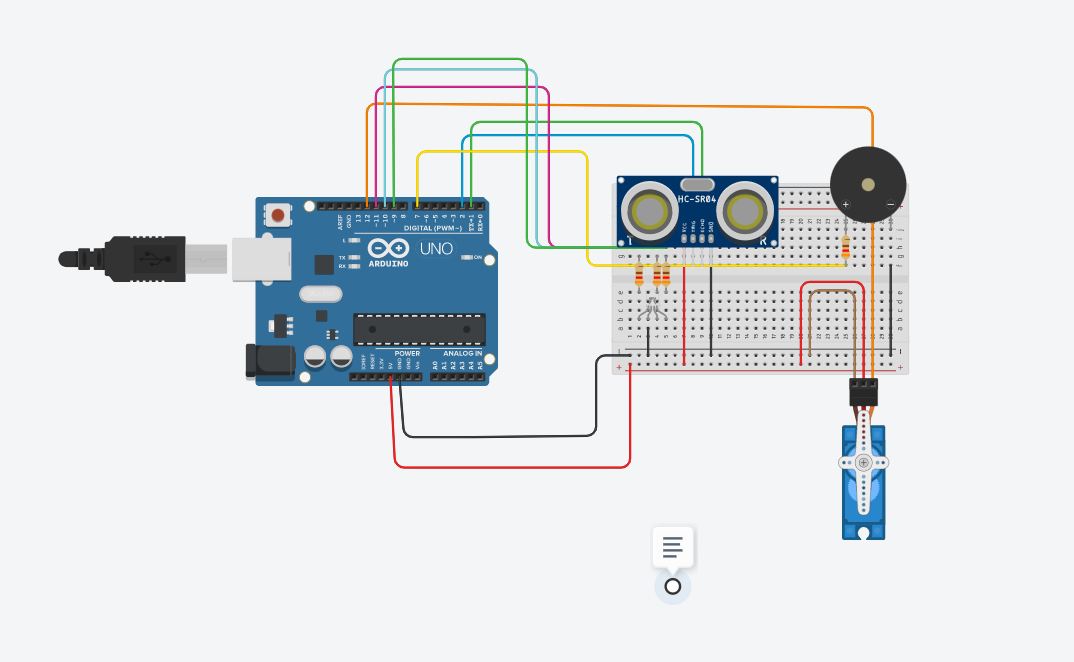 HC-SR04
VCC
TRIG
ECHO
GND
T
R
+
−
AREF
GND
13
12
~11
~10
~9
8
7
~6
~5
4
~3
2
TX→1
RX←0
DIGITAL (PWM~)
L
TX
RX
ARDUINO
UNO
ON
POWER
ANALOG IN
IOREF
RESET
3.3V
5V
GND
GND
Vin
A0
A1
A2
A3
A4
A5